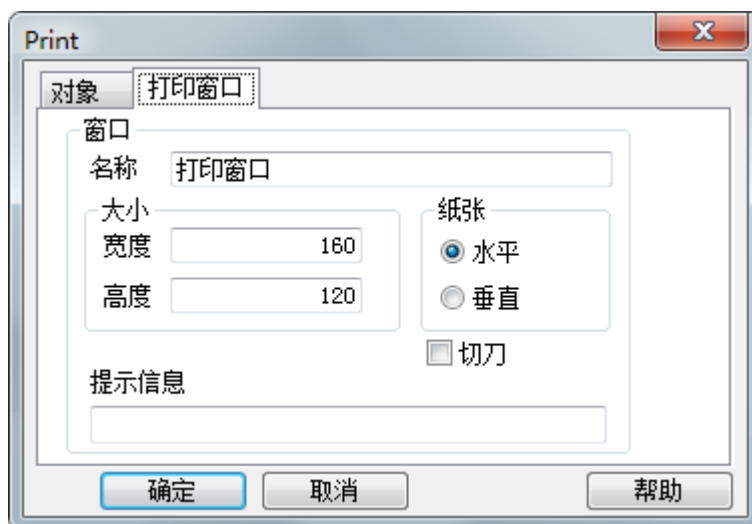 Print
对象 打印窗口
窗口
名称 打印窗口
大小 纸张
宽度 160 水平
高度 120 垂直
切刀
提示信息
确定 取消 帮助